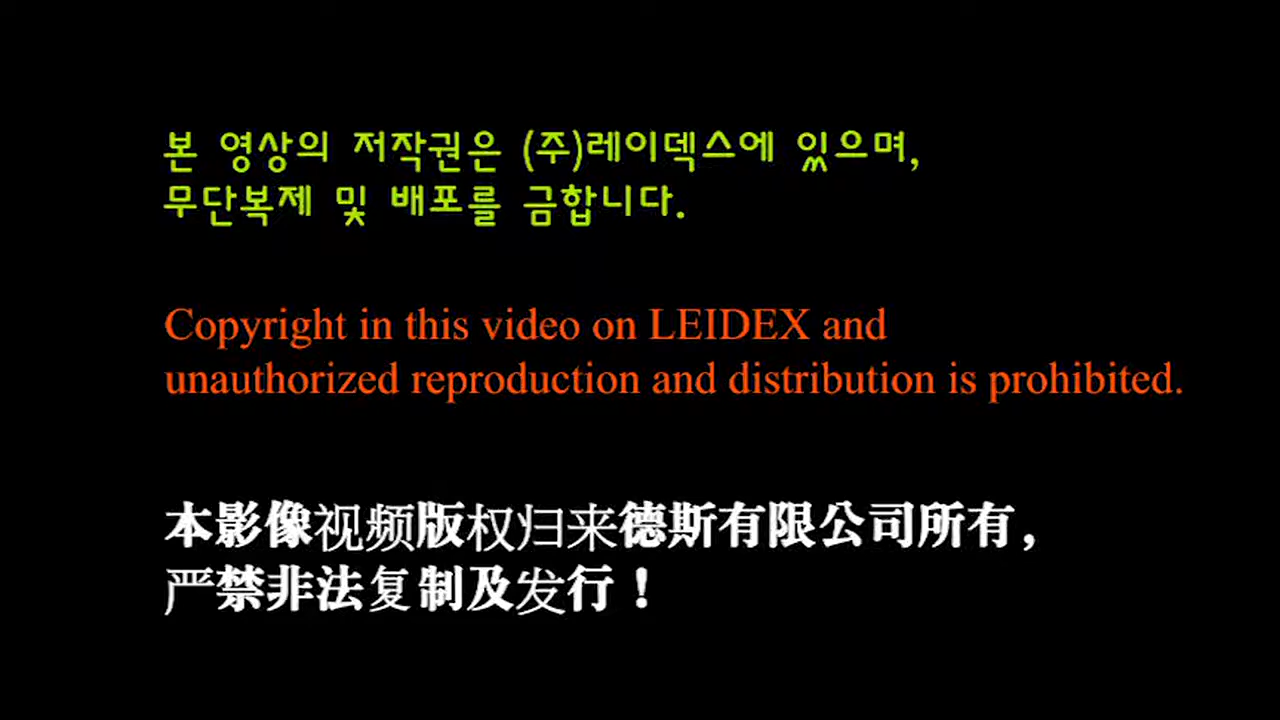 본 영상의 저작권은 (주)레이덱스에 있으며,
무단복제 및 배포를 금합니다.
Copyright in this video on LEIDEX and
unauthorized reproduction and distribution is prohibited.
本影像视频版权归来德斯有限公司所有，
严禁非法复制及发行！